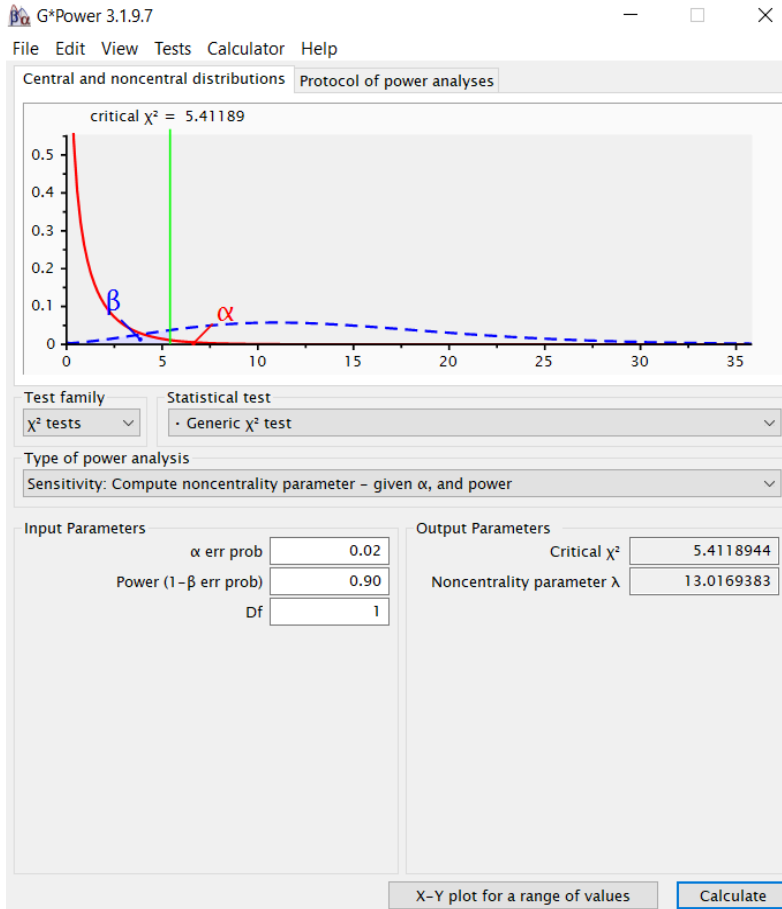 βα G*Power 3.1.9.7
File Edit View Tests Calculator Help
Central and noncentral distributions Protocol of power analyses
critical χ² = 5.41189
0.5
0.4
0.3
0.2
0.1
0
β
α
0 5 10 15 20 25 30 35
Test family Statistical test
χ² tests · Generic χ² test
Type of power analysis
Sensitivity: Compute noncentrality parameter – given α, and power
Input Parameters Output Parameters
α err prob 0.02 Critical χ² 5.4118944
Power (1-β err prob) 0.90 Noncentrality parameter λ 13.0169383
Df 1
X-Y plot for a range of values Calculate